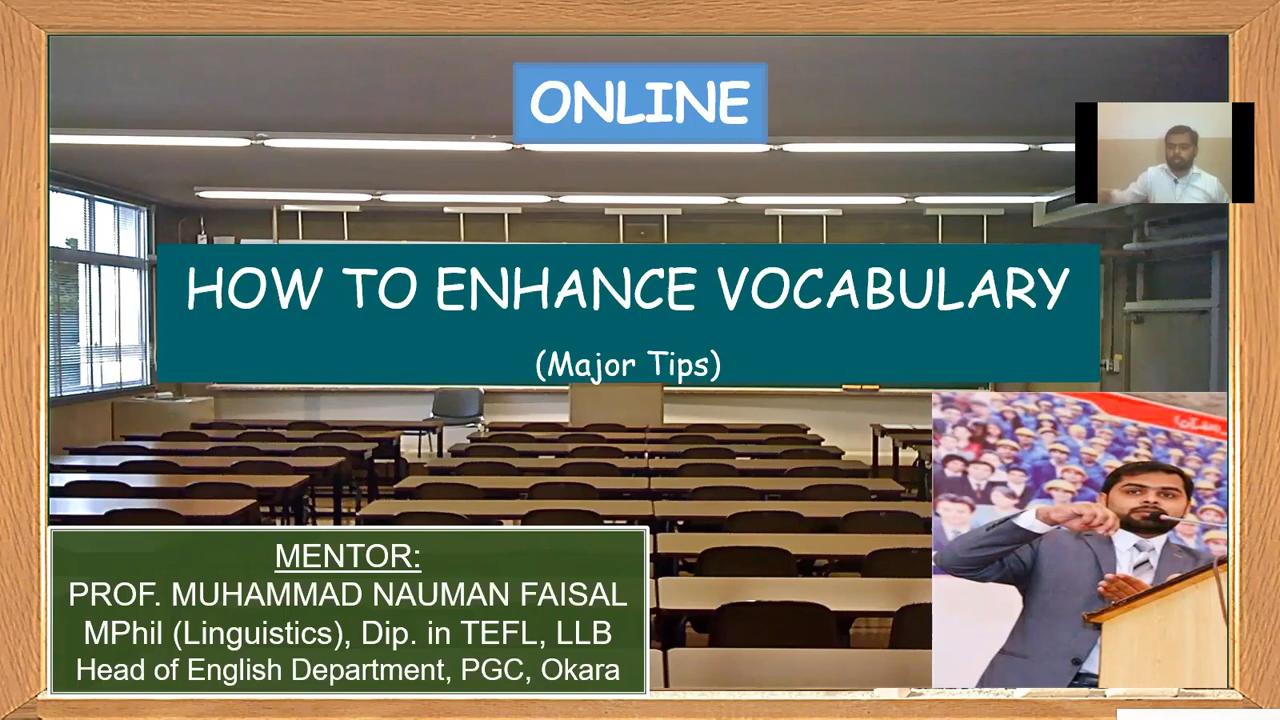 ONLINE
HOW TO ENHANCE VOCABULARY
(Major Tips)
MENTOR:
PROF. MUHAMMAD NAUMAN FAISAL
MPhil (Linguistics), Dip. in TEFL, LLB
Head of English Department, PGC, Okara